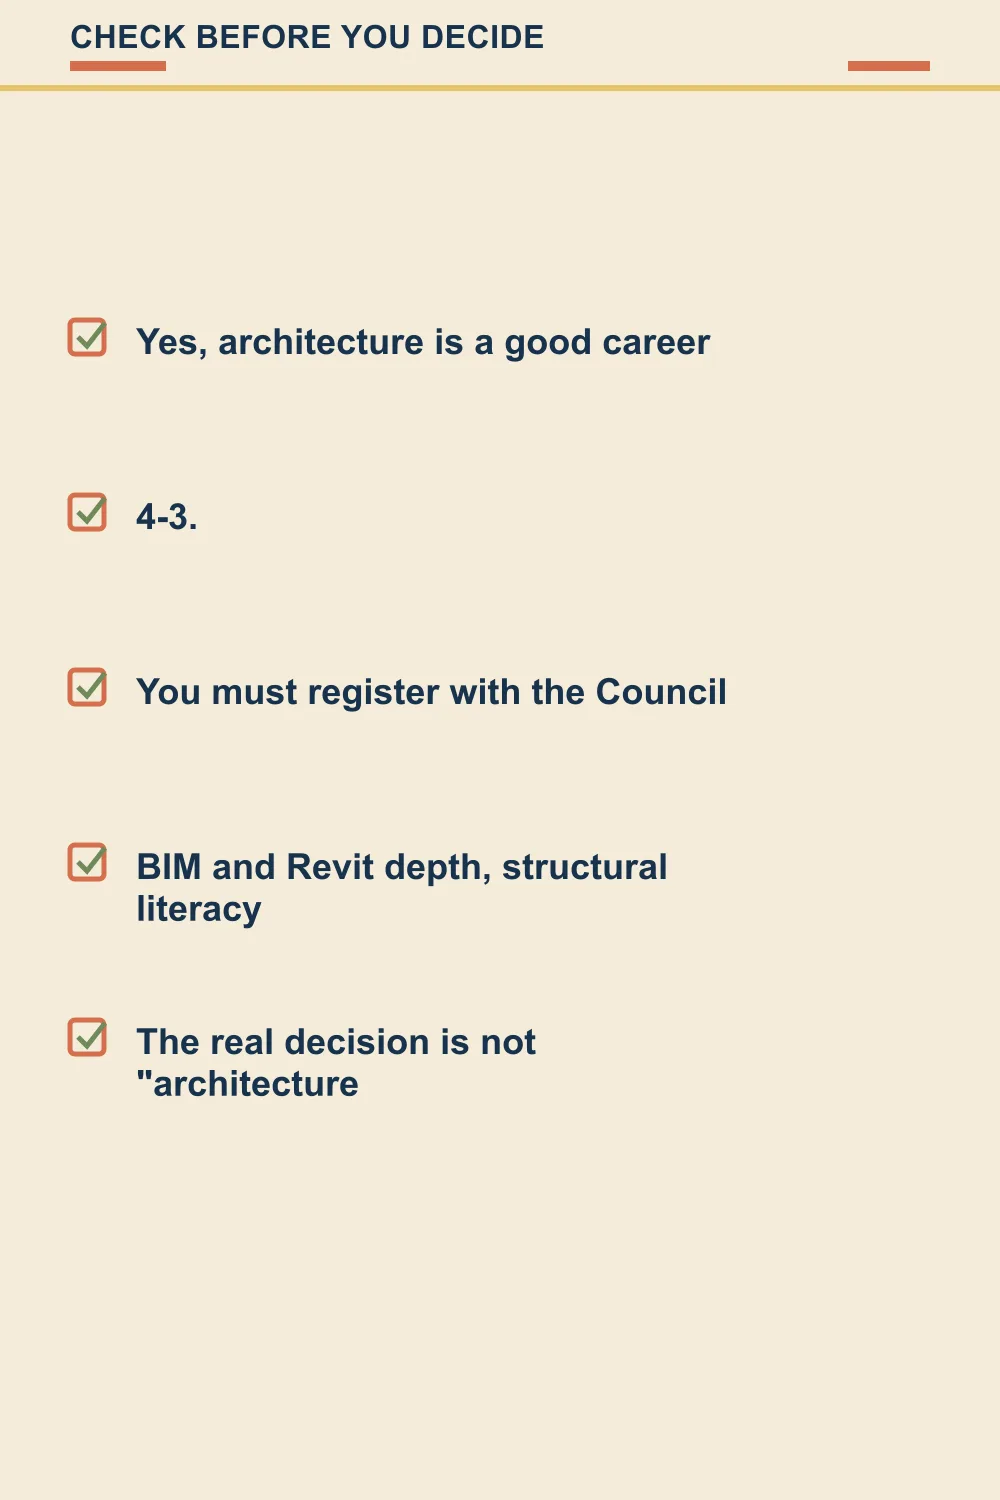 CHECK BEFORE YOU DECIDE
Yes, architecture is a good career
4-3.
You must register with the Council
BIM and Revit depth, structural
literacy
The real decision is not
"architecture